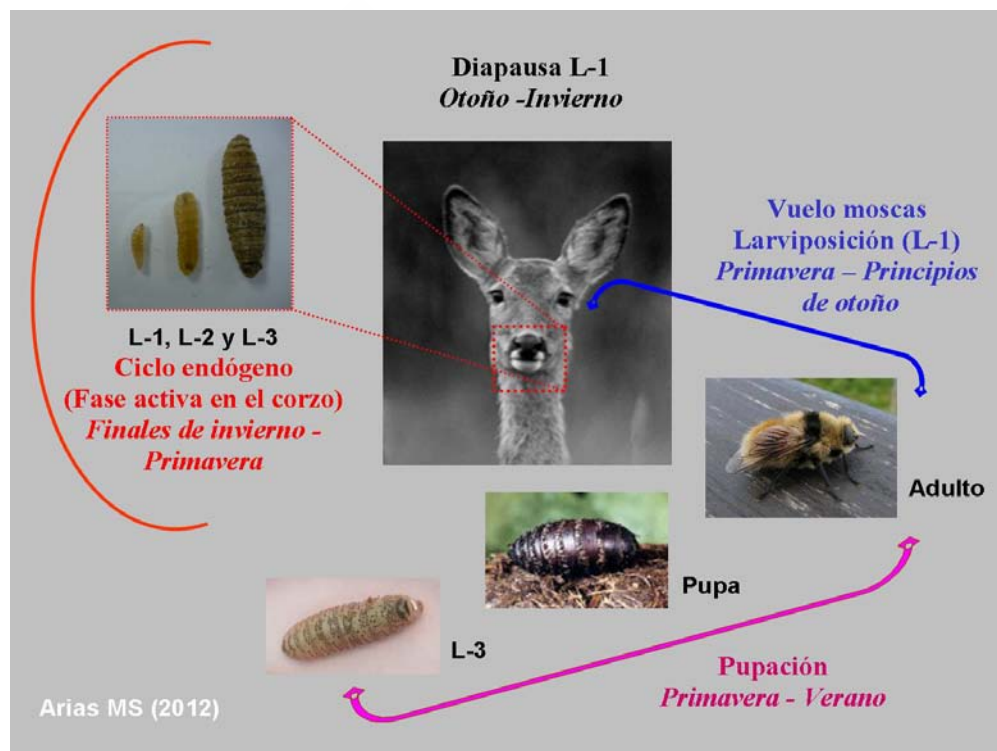 Diapausa L-1
Otoño -Invierno
Vuelo moscas
Larviposición (L-1)
Primavera – Principios
de otoño
L-1, L-2 y L-3
Ciclo endógeno
(Fase activa en el corzo)
Finales de invierno -
Primavera
Adulto
Pupa
L-3
Pupación
Primavera - Verano
Arias MS (2012)